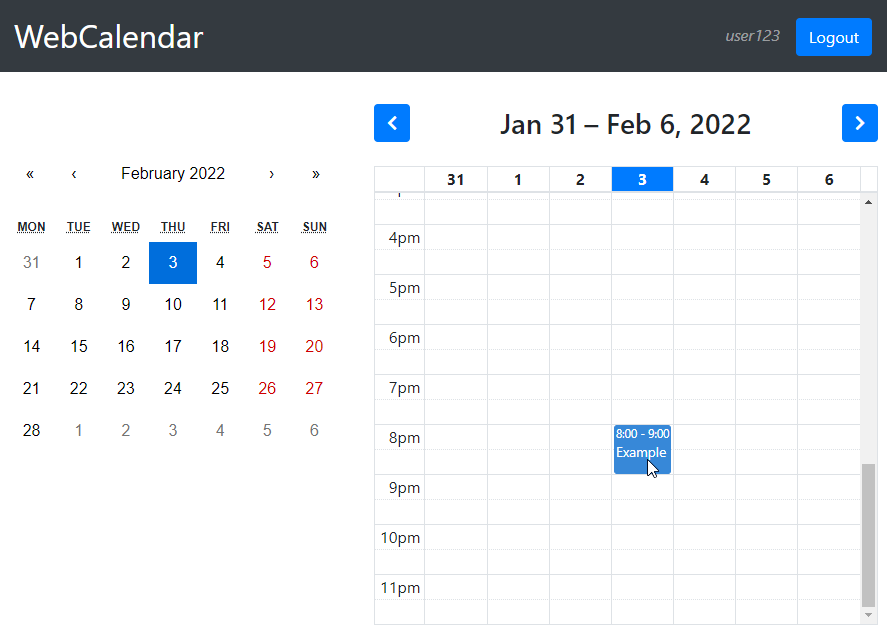 WebCalendar
user123
Logout
Jan 31 – Feb 6, 2022
« ‹ February 2022 › »
MON TUE WED THU FRI SAT SUN
31 1 2 3 4 5 6
7 8 9 10 11 12 13
14 15 16 17 18 19 20
21 22 23 24 25 26 27
28 1 2 3 4 5 6
31 1 2 3 4 5 6
4pm
5pm
6pm
7pm
8pm
8:00 - 9:00
Example
9pm
10pm
11pm